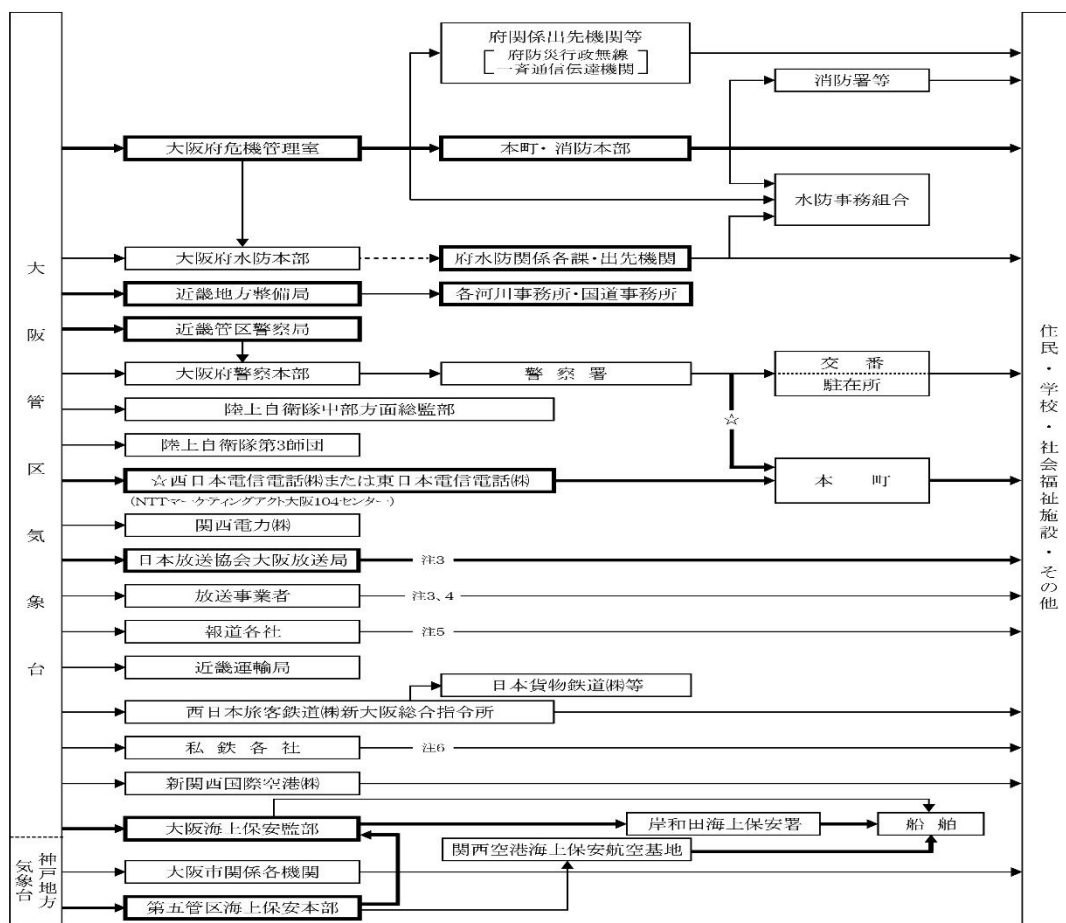 大阪管区気象台
神戸地方
気象台
府関係出先機関等
府防災行政無線
一斉通信伝達機関
消防署等
大阪府危機管理室
本町・消防本部
水防事務組合
大阪府水防本部
府水防関係各課・出先機関
近畿地方整備局
各河川事務所・国道事務所
近畿管区警察局
大阪府警察本部
警察署
交番
駐在所
陸上自衛隊中部方面総監部
☆
陸上自衛隊第3師団
☆西日本電信電話㈱または東日本電信電話㈱
(NTTマーケティングアクト大阪104センター)
本町
関西電力㈱
日本放送協会大阪放送局
注3
放送事業者
注3、4
報道各社
注5
近畿運輸局
日本貨物鉄道㈱等
西日本旅客鉄道㈱新大阪総合指令所
私鉄各社
注6
新関西国際空港㈱
大阪海上保安監部
岸和田海上保安署
船舶
関西空港海上保安航空基地
大阪市関係各機関
第五管区海上保安本部
住民・学校・社会福祉施設・その他